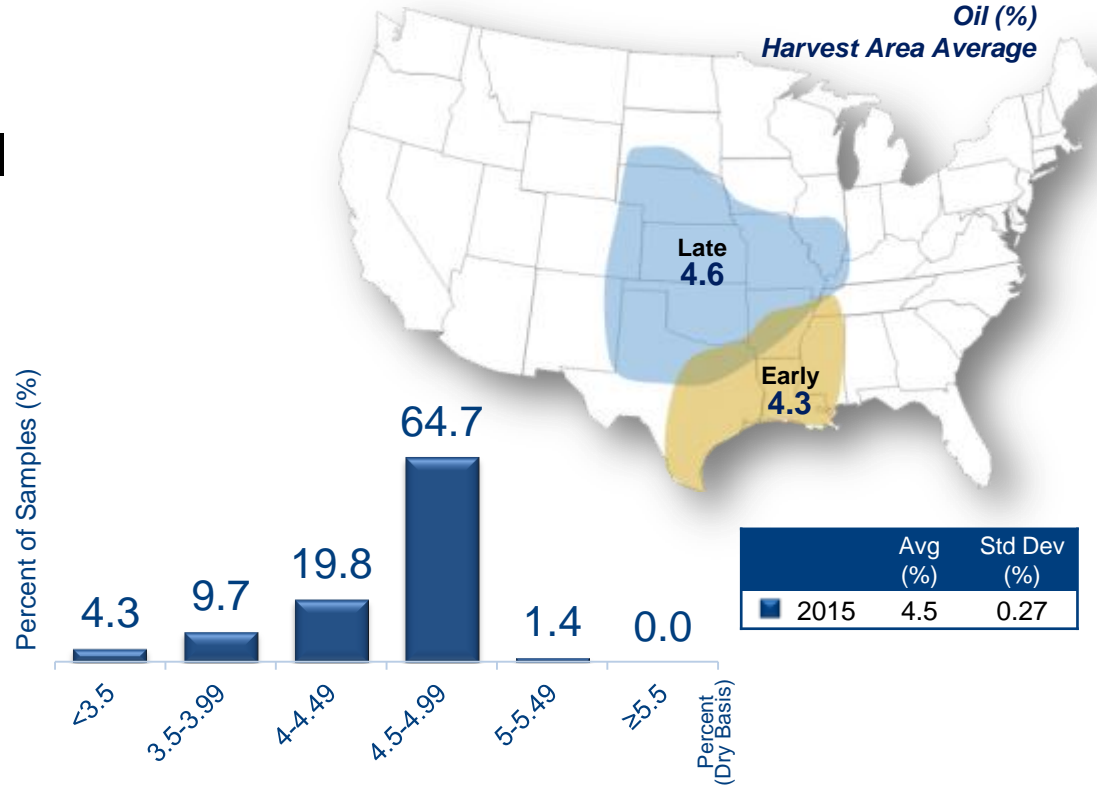 Oil (%)
Harvest Area Average
Late
4.6
Early
4.3
Percent of Samples (%)
4.3
9.7
19.8
64.7
1.4
0.0
<3.5
3.5-3.99
4-4.49
4.5-4.99
5-5.49
≥5.5
Percent
(Dry Basis)
Avg Std Dev
(%) (%)
2015 4.5 0.27